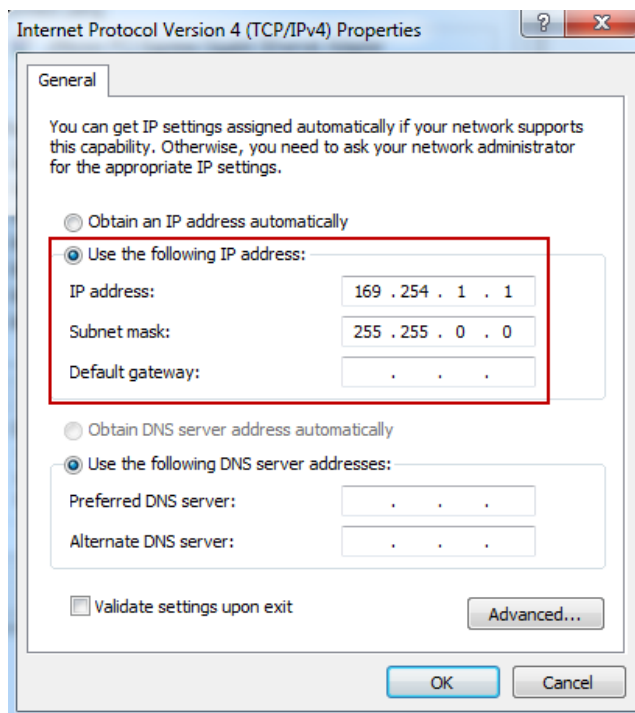 Internet Protocol Version 4 (TCP/IPv4) Properties
General
You can get IP settings assigned automatically if your network supports
this capability. Otherwise, you need to ask your network administrator
for the appropriate IP settings.
Obtain an IP address automatically
Use the following IP address:
IP address: 169 . 254 . 1 . 1
Subnet mask: 255 . 255 . 0 . 0
Default gateway: . . .
Obtain DNS server address automatically
Use the following DNS server addresses:
Preferred DNS server: . . .
Alternate DNS server: . . .
Validate settings upon exit
Advanced...
OK Cancel